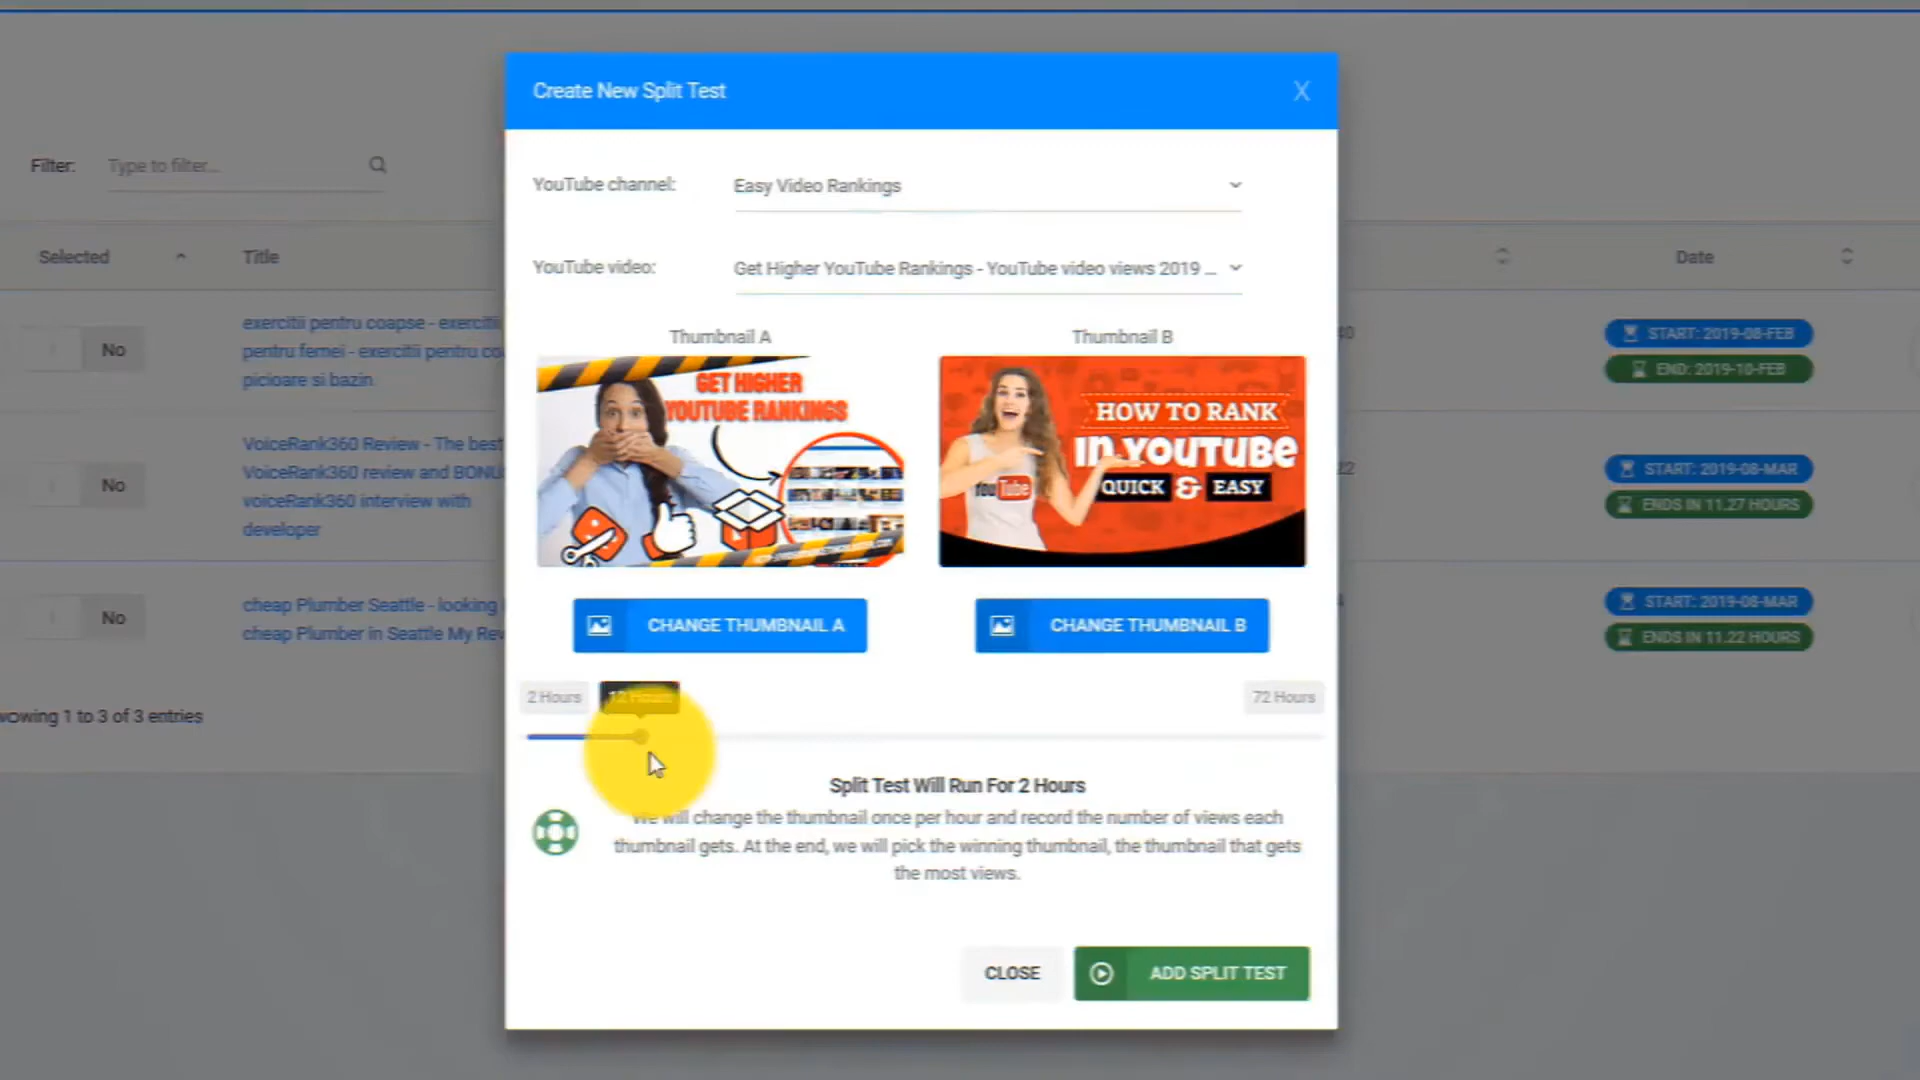 Create New Split Test
X
Filter: Type to filter...
YouTube channel: Easy Video Rankings
YouTube video: Get Higher YouTube Rankings - YouTube video views 2019 ...
Selected Title Date
Thumbnail A Thumbnail B
exercitii pentru coapse - exercitii
pentru femei - exercitii pentru co
picioare si bazin
No
START: 2019-08-FEB
END: 2019-10-FEB
GET HIGHER
YOUTUBE RANKINGS
HOW TO RANK
IN YOUTUBE
QUICK & EASY
YouTube
VoiceRank360 Review - The best
VoiceRank360 review and BONU
voiceRank360 interview with
developer
No
START: 2019-08-MAR
ENDS IN 11.27 HOURS
CHANGE THUMBNAIL A CHANGE THUMBNAIL B
cheap Plumber Seattle - looking
cheap Plumber in Seattle My Rev
No
START: 2019-08-MAR
ENDS IN 11.22 HOURS
2 Hours 12 Hours 72 Hours
owing 1 to 3 of 3 entries
Split Test Will Run For 2 Hours
We will change the thumbnail once per hour and record the number of views each
thumbnail gets. At the end, we will pick the winning thumbnail, the thumbnail that gets
the most views.
CLOSE ADD SPLIT TEST